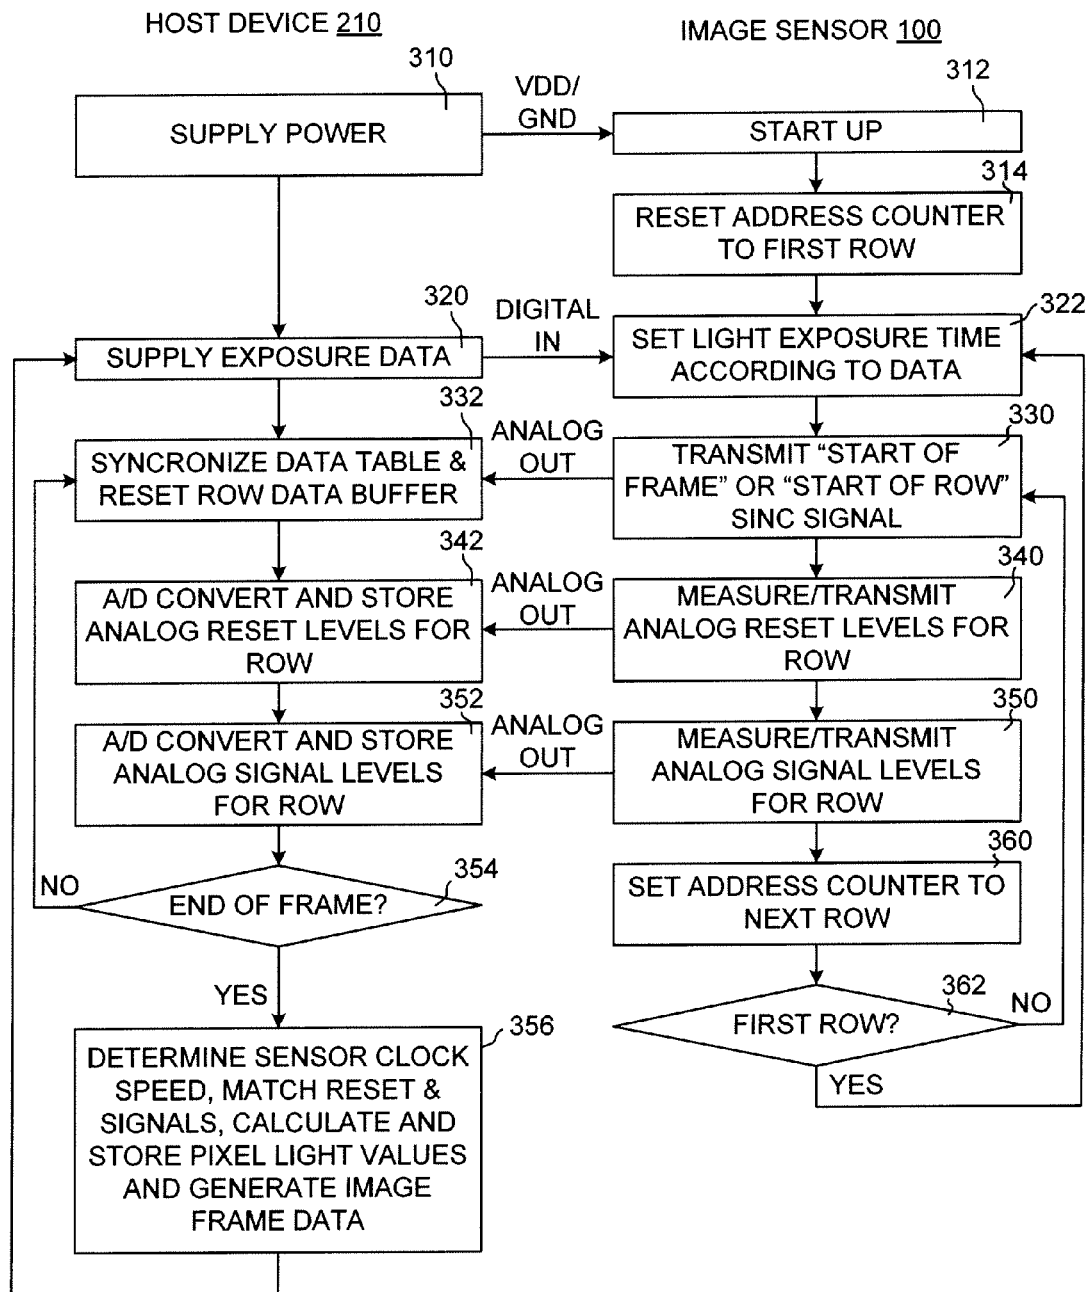 HOST DEVICE 210
IMAGE SENSOR 100
310
VDD/
GND
312
SUPPLY POWER
START UP
314
RESET ADDRESS COUNTER
TO FIRST ROW
320
DIGITAL
IN
322
SUPPLY EXPOSURE DATA
SET LIGHT EXPOSURE TIME
ACCORDING TO DATA
332
ANALOG
OUT
330
SYNCRONIZE DATA TABLE &
RESET ROW DATA BUFFER
TRANSMIT “START OF
FRAME” OR “START OF ROW”
SINC SIGNAL
342
ANALOG
OUT
340
A/D CONVERT AND STORE
ANALOG RESET LEVELS FOR
ROW
MEASURE/TRANSMIT
ANALOG RESET LEVELS FOR
ROW
352
ANALOG
OUT
350
A/D CONVERT AND STORE
ANALOG SIGNAL LEVELS
FOR ROW
MEASURE/TRANSMIT
ANALOG SIGNAL LEVELS
FOR ROW
360
NO
354
END OF FRAME?
SET ADDRESS COUNTER TO
NEXT ROW
YES
362
NO
FIRST ROW?
YES
356
DETERMINE SENSOR CLOCK
SPEED, MATCH RESET &
SIGNALS, CALCULATE AND
STORE PIXEL LIGHT VALUES
AND GENERATE IMAGE
FRAME DATA